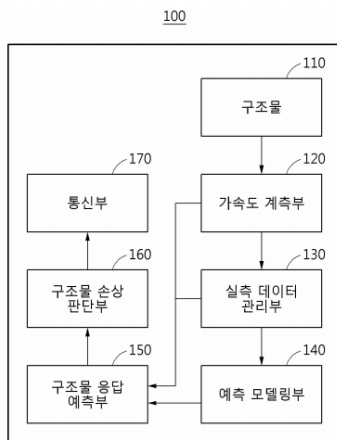 100
110
구조물
170
통신부
120
가속도 계측부
160
구조물 손상
판단부
130
실측 데이터
관리부
150
구조물 응답
예측부
140
예측 모델링부